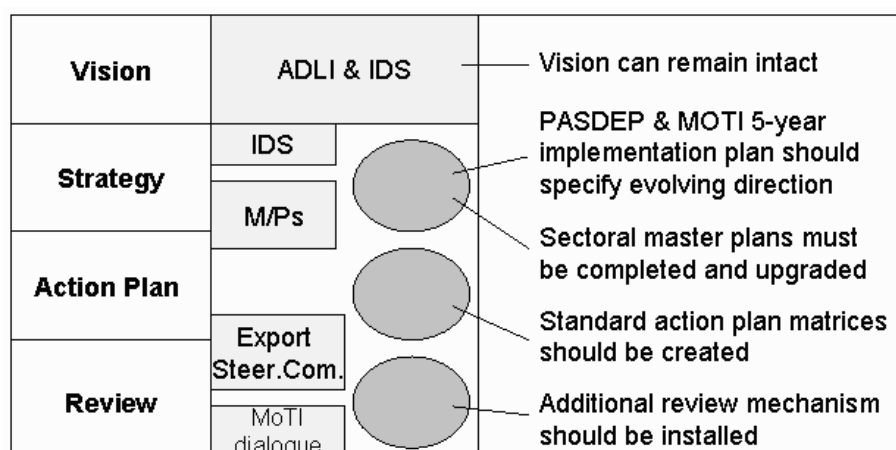 Vision
ADLI & IDS
Vision can remain intact
Strategy
IDS
M/Ps
PASDEP & MOTI 5-year
implementation plan should
specify evolving direction
Sectoral master plans must
be completed and upgraded
Action Plan
Standard action plan matrices
should be created
Export
Steer.Com.
Review
MoTI
dialogue
Additional review mechanism
should be installed